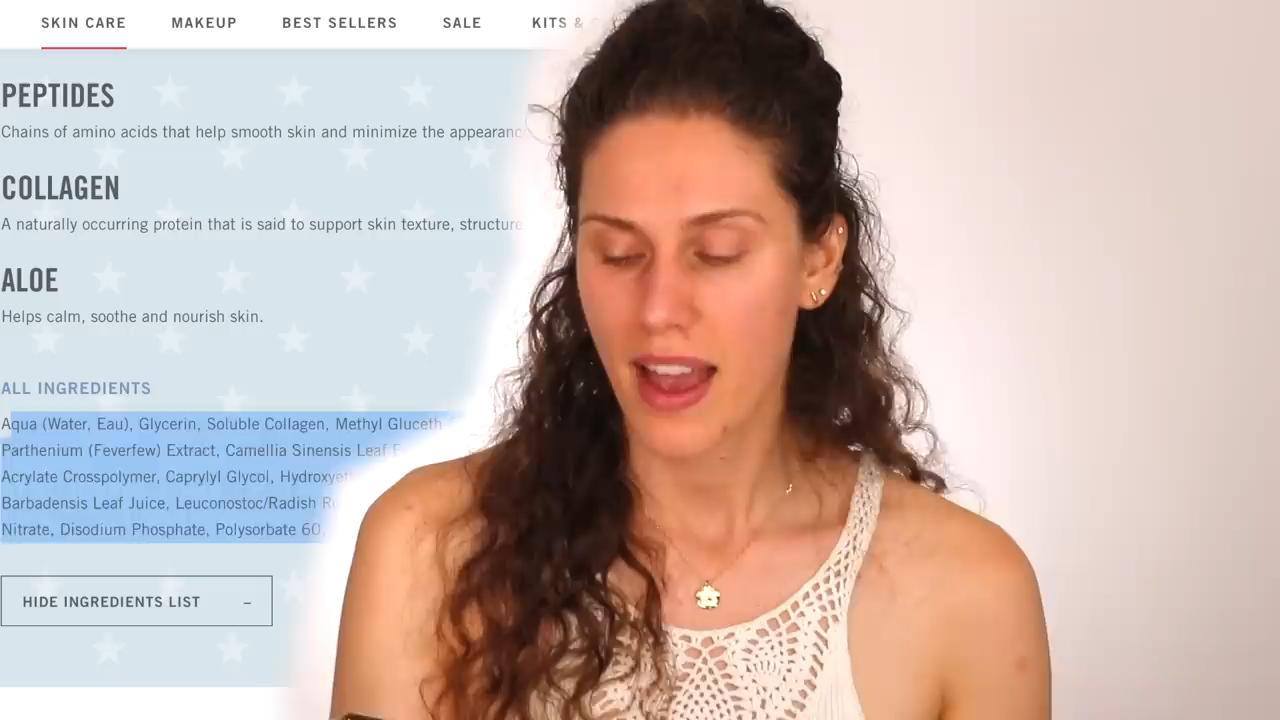 SKIN CARE MAKEUP BEST SELLERS SALE KITS &
PEPTIDES
Chains of amino acids that help smooth skin and minimize the
COLLAGEN
A naturally occurring protein that is said to support skin texture, structure
ALOE
Helps calm, soothe and nourish skin.
ALL INGREDIENTS
Aqua (Water, Eau), Glycerin, Soluble Collagen, Methyl Gluceth
Parthenium (Feverfew) Extract, Camellia Sinensis Leaf
Acrylate Crosspolymer, Caprylyl Glycol,
Barbadensis Leaf Juice, Leuconostoc/Radish
Nitrate, Disodium Phosphate, Polysorbate 60,
HIDE INGREDIENTS LIST –